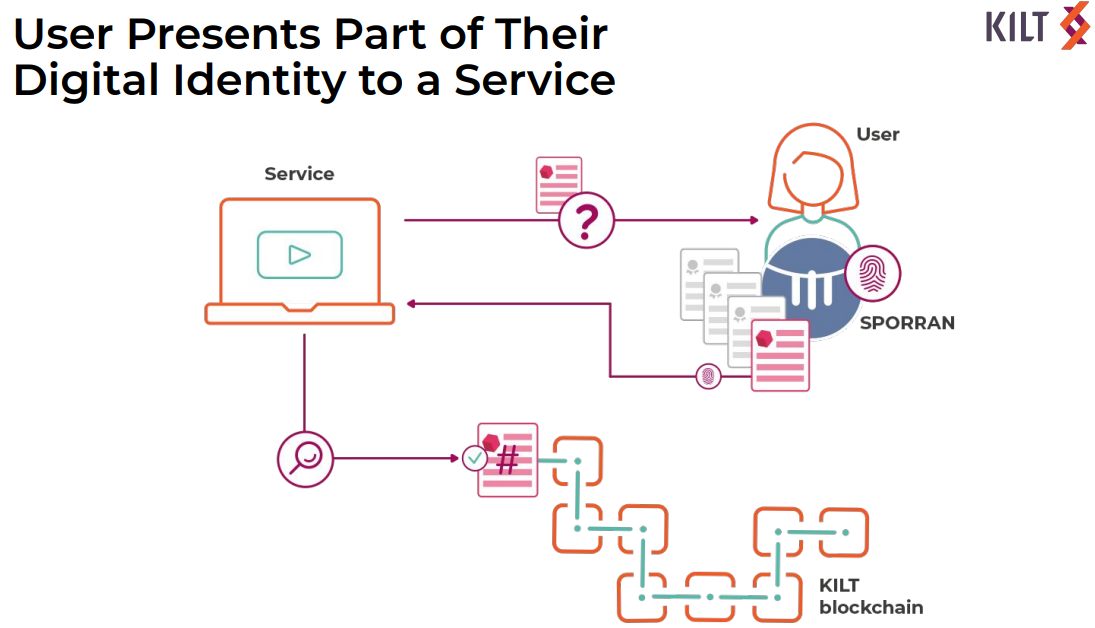 User Presents Part of Their
Digital Identity to a Service
KILT
User
Service
?
SPORRAN
#
KILT
blockchain